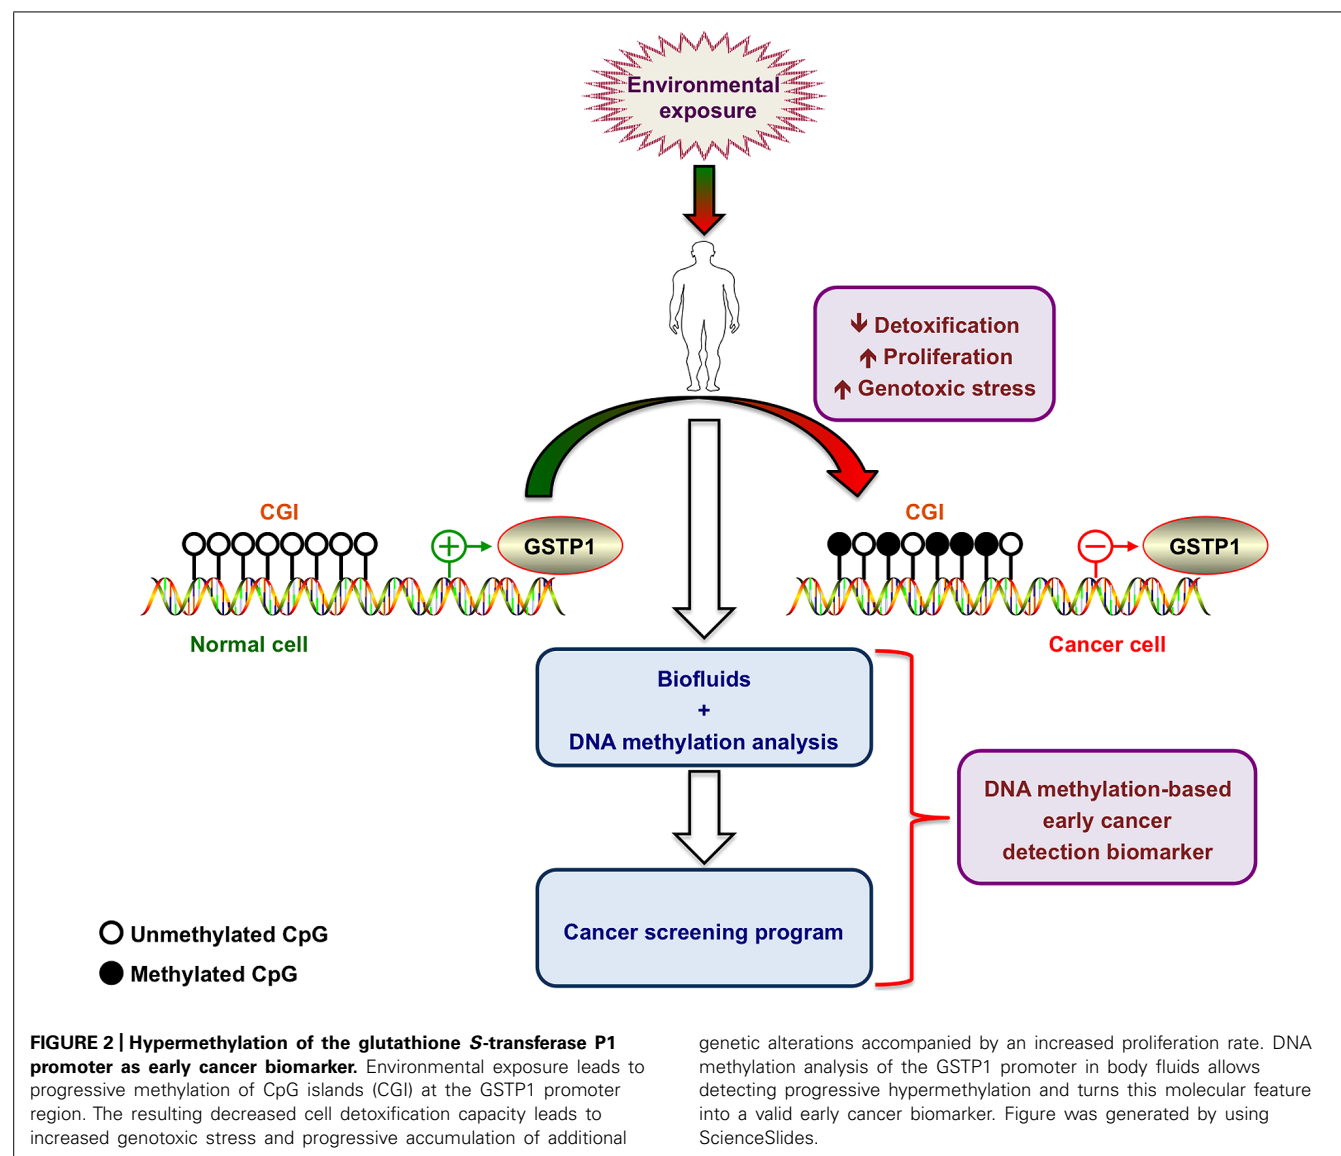 Environmental
exposure
↓ Detoxification
↑ Proliferation
↑ Genotoxic stress
CGI
+
GSTP1
Normal cell
CGI
−
GSTP1
Cancer cell
Biofluids
+
DNA methylation analysis
DNA methylation-based
early cancer
detection biomarker
Cancer screening program
Unmethylated CpG
Methylated CpG
FIGURE 2 | Hypermethylation of the glutathione S-transferase P1
promoter as early cancer biomarker. Environmental exposure leads to
progressive methylation of CpG islands (CGI) at the GSTP1 promoter
region. The resulting decreased cell detoxification capacity leads to
increased genotoxic stress and progressive accumulation of additional
genetic alterations accompanied by an increased proliferation rate. DNA
methylation analysis of the GSTP1 promoter in body fluids allows
detecting progressive hypermethylation and turns this molecular feature
into a valid early cancer biomarker. Figure was generated by using
ScienceSlides.